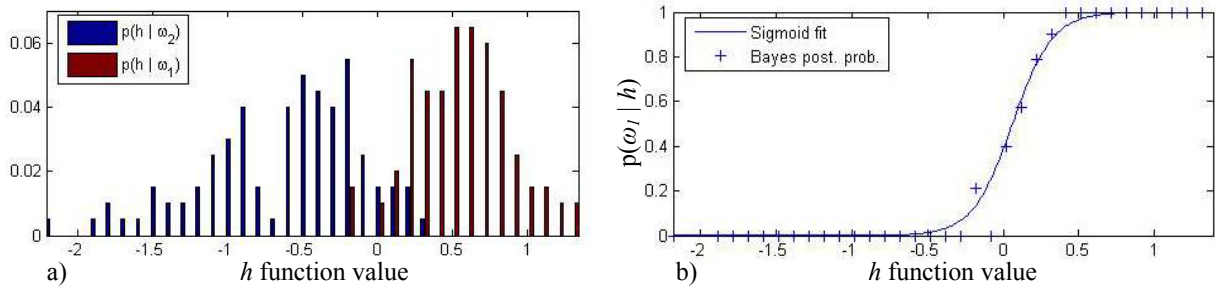 p(h | ω₂)
p(h | ω₁)
0.06
0.04
0.02
0
-2 -1.5 -1 -0.5 0 0.5 1
a) h function value
Sigmoid fit
Bayes post. prob.
p(ω₁ | h)
1
0.8
0.6
0.4
0.2
0
-2 -1.5 -1 -0.5 0 0.5 1
b) h function value